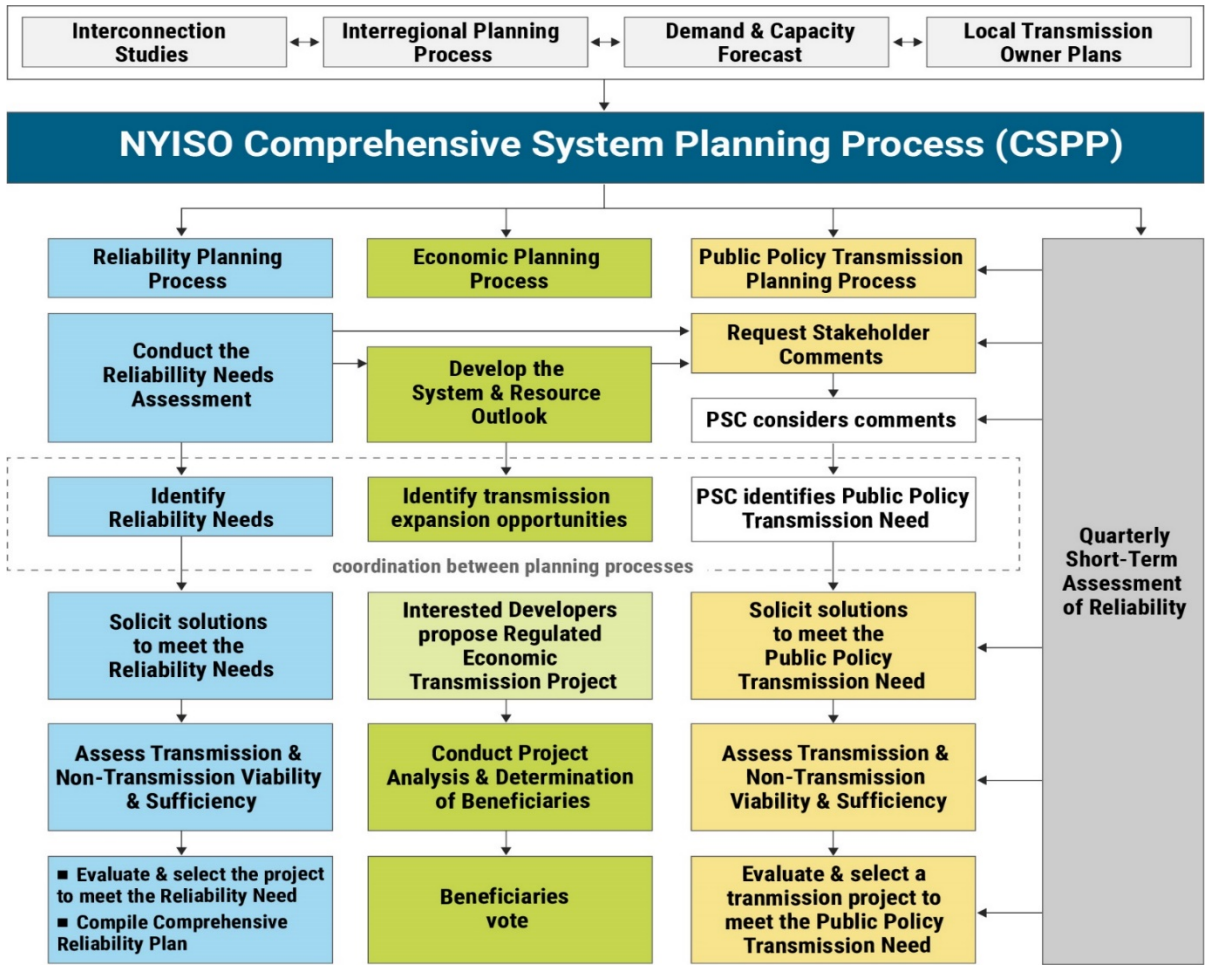 Interconnection
Studies
Interregional Planning
Process
Demand & Capacity
Forecast
Local Transmission
Owner Plans
NYISO Comprehensive System Planning Process (CSPP)
Reliability Planning
Process
Economic Planning
Process
Public Policy Transmission
Planning Process
Conduct the
Reliabillity Needs
Assessment
Develop the
System & Resource
Outlook
Request Stakeholder
Comments
PSC considers comments
Identify
Reliability Needs
Identify transmission
expansion opportunities
PSC identifies Public Policy
Transmission Need
coordination between planning processes
Quarterly
Short-Term
Assessment
of Reliability
Solicit solutions
to meet the
Reliability Needs
Interested Developers
propose Regulated
Economic
Transmission Project
Solicit solutions
to meet the
Public Policy
Transmission Need
Assess Transmission &
Non-Transmission Viability
& Sufficiency
Conduct Project
Analysis & Determination
of Beneficiaries
Assess Transmission &
Non-Transmission
Viability & Sufficiency
■ Evaluate & select the project
to meet the Reliability Need
■ Compile Comprehensive
Reliability Plan
Beneficiaries
vote
Evaluate & select a
tranmission project to
meet the Public Policy
Transmission Need